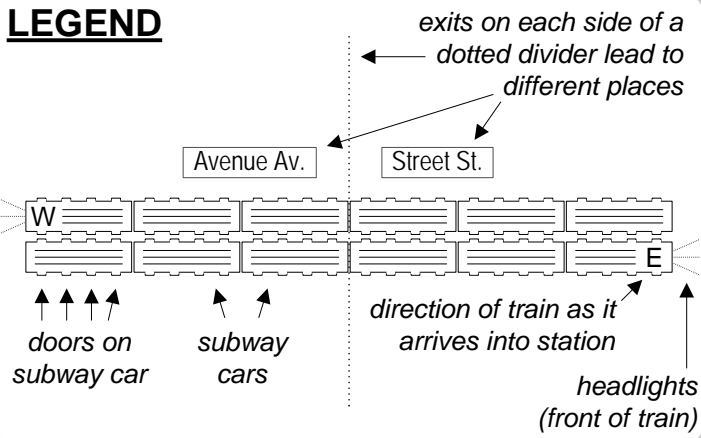 LEGEND
exits on each side of a
dotted divider lead to
different places
Avenue Av.
Street St.
W
E
doors on
subway car
subway
cars
direction of train as it
arrives into station
headlights
(front of train)